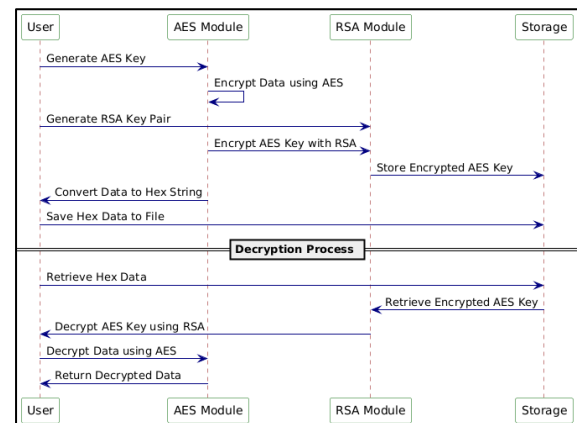 User AES Module RSA Module Storage
Generate AES Key
Encrypt Data using AES
Generate RSA Key Pair
Encrypt AES Key with RSA
Store Encrypted AES Key
Convert Data to Hex String
Save Hex Data to File
Decryption Process
Retrieve Hex Data
Retrieve Encrypted AES Key
Decrypt AES Key using RSA
Decrypt Data using AES
Return Decrypted Data
User AES Module RSA Module Storage